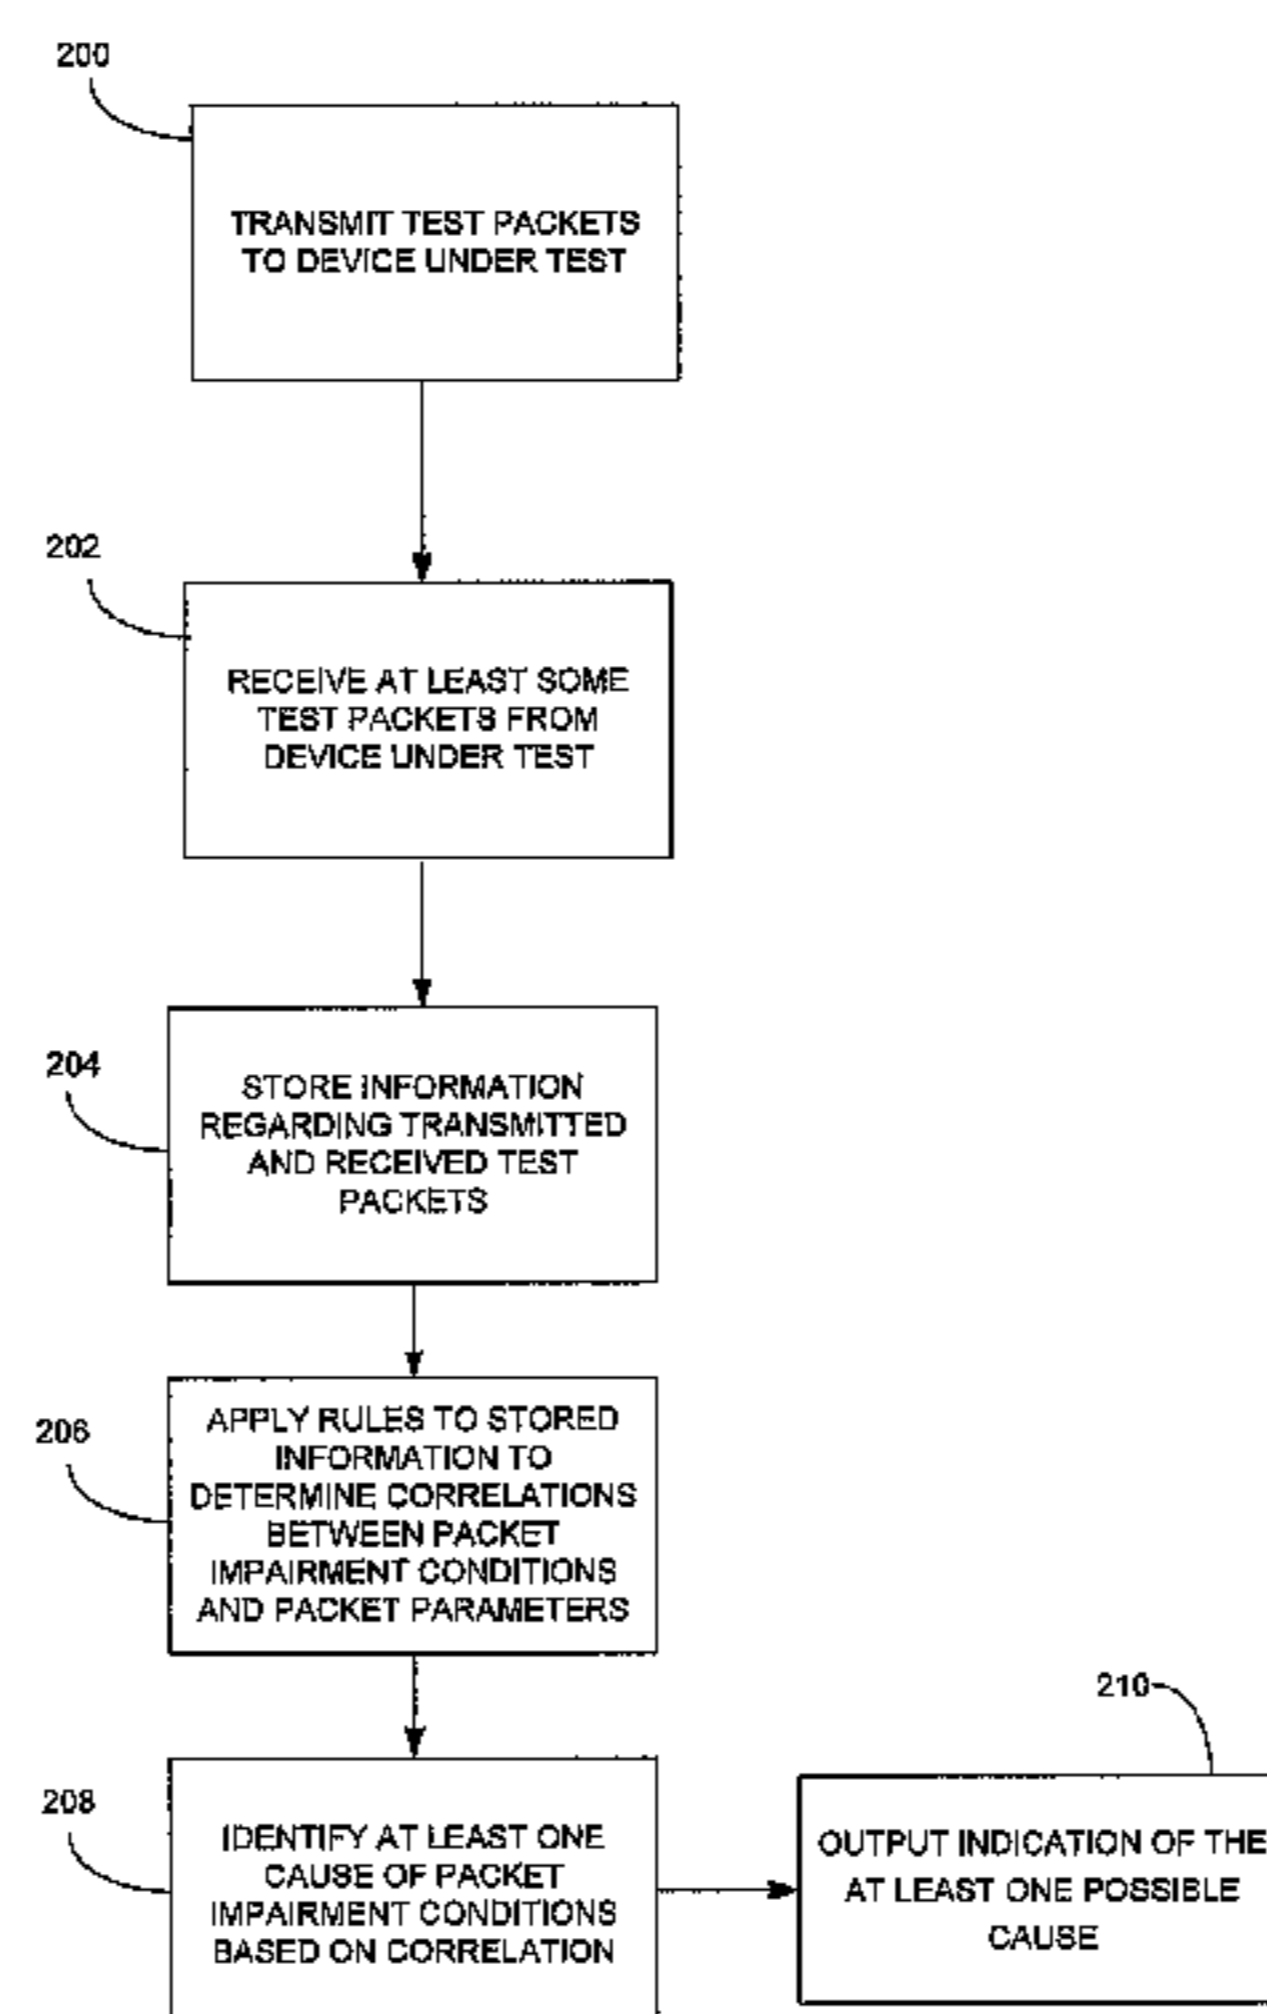 200
TRANSMIT TEST PACKETS
TO DEVICE UNDER TEST
202
RECEIVE AT LEAST SOME
TEST PACKETS FROM
DEVICE UNDER TEST
204
STORE INFORMATION
REGARDING TRANSMITTED
AND RECEIVED TEST
PACKETS
206
APPLY RULES TO STORED
INFORMATION TO
DETERMINE CORRELATIONS
BETWEEN PACKET
IMPAIRMENT CONDITIONS
AND PACKET PARAMETERS
208
IDENTIFY AT LEAST ONE
CAUSE OF PACKET
IMPAIRMENT CONDITIONS
BASED ON CORRELATION
210
OUTPUT INDICATION OF THE
AT LEAST ONE POSSIBLE
CAUSE